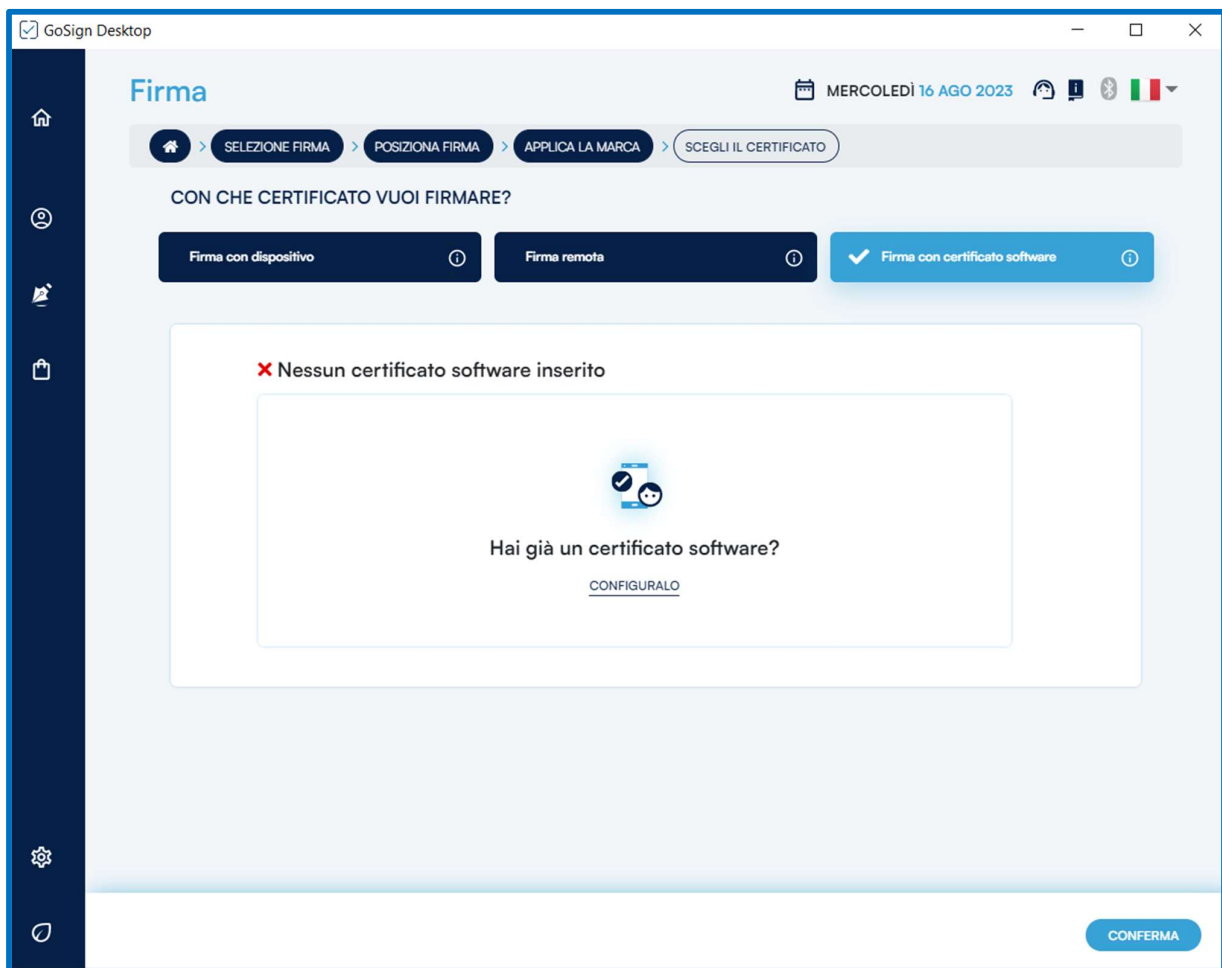 GoSign Desktop
Firma
MERCOLEDÌ 16 AGO 2023
SELEZIONE FIRMA > POSIZIONA FIRMA > APPLICA LA MARCA > SCEGLI IL CERTIFICATO
CON CHE CERTIFICATO VUOI FIRMARE?
Firma con dispositivo
Firma remota
Firma con certificato software
Nessun certificato software inserito
Hai già un certificato software?
CONFIGURALO
CONFERMA